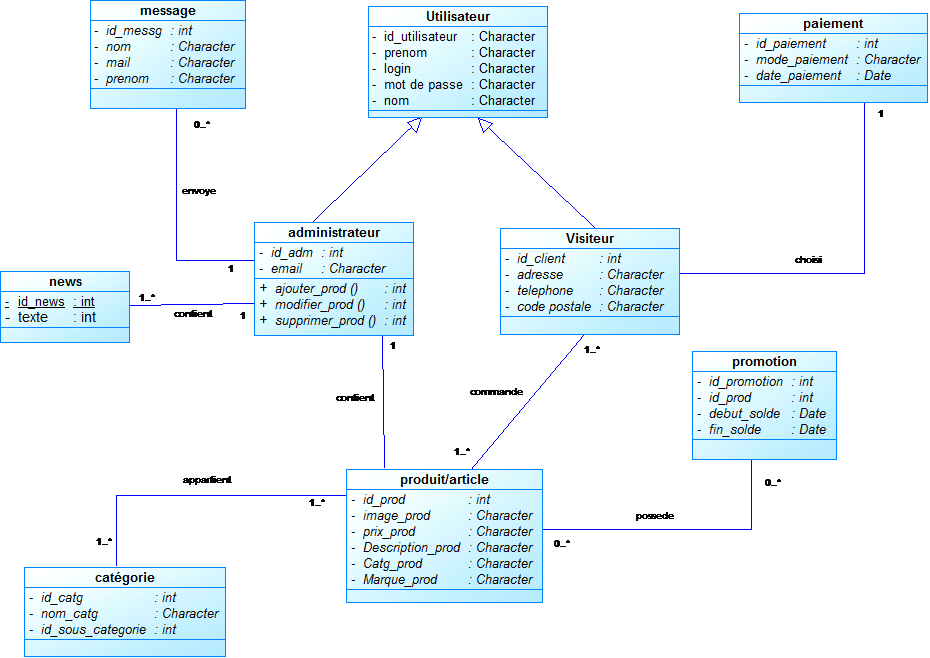 message
- id_messg : int
- nom : Character
- mail : Character
- prenom : Character
Utilisateur
- id_utilisateur : Character
- prenom : Character
- login : Character
- mot de passe : Character
- nom : Character
paiement
- id_paiement : int
- mode_paiement : Character
- date_paiement : Date
0..*
1
envoye
administrateur
- id_adm : int
- email : Character
+ ajouter_prod () : int
+ modifier_prod () : int
+ supprimer_prod () : int
Visiteur
- id_client : int
- adresse : Character
- telephone : Character
- code postale : Character
choisi
1
news
- id_news : int
- texte : int
1..*
contient
1
1
contient
1..*
commande
1..*
promotion
- id_promotion : int
- id_prod : int
- debut_solde : Date
- fin_solde : Date
0..*
possede
0..*
produit/article
- id_prod : int
- image_prod : Character
- prix_prod : Character
- Description_prod : Character
- Catg_prod : Character
- Marque_prod : Character
appartient
1..*
1..*
catégorie
- id_catg : int
- nom_catg : Character
- id_sous_categorie : int